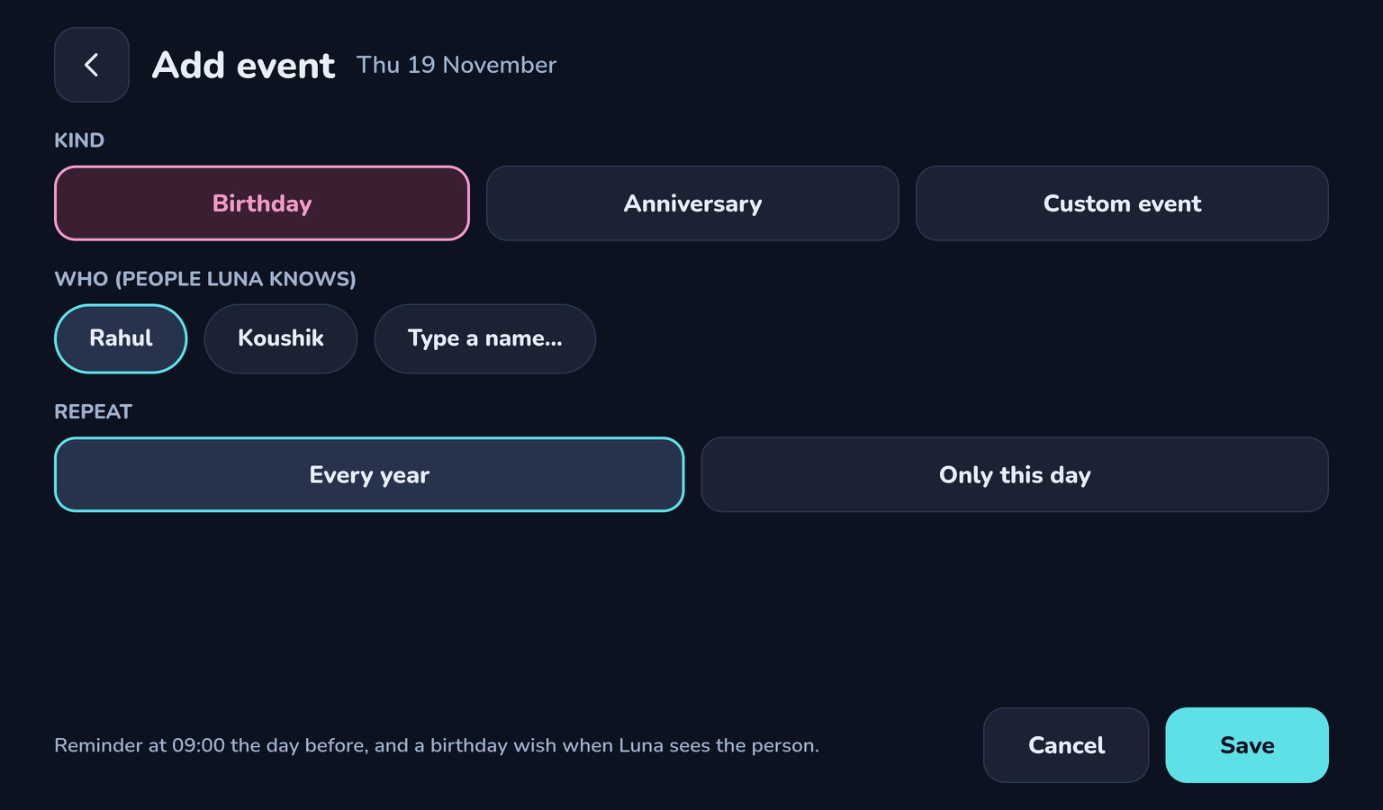 Add event Thu 19 November
KIND
Birthday Anniversary Custom event
WHO (PEOPLE LUNA KNOWS)
Rahul Koushik Type a name...
REPEAT
Every year Only this day
Reminder at 09:00 the day before, and a birthday wish when Luna sees the person. Cancel Save